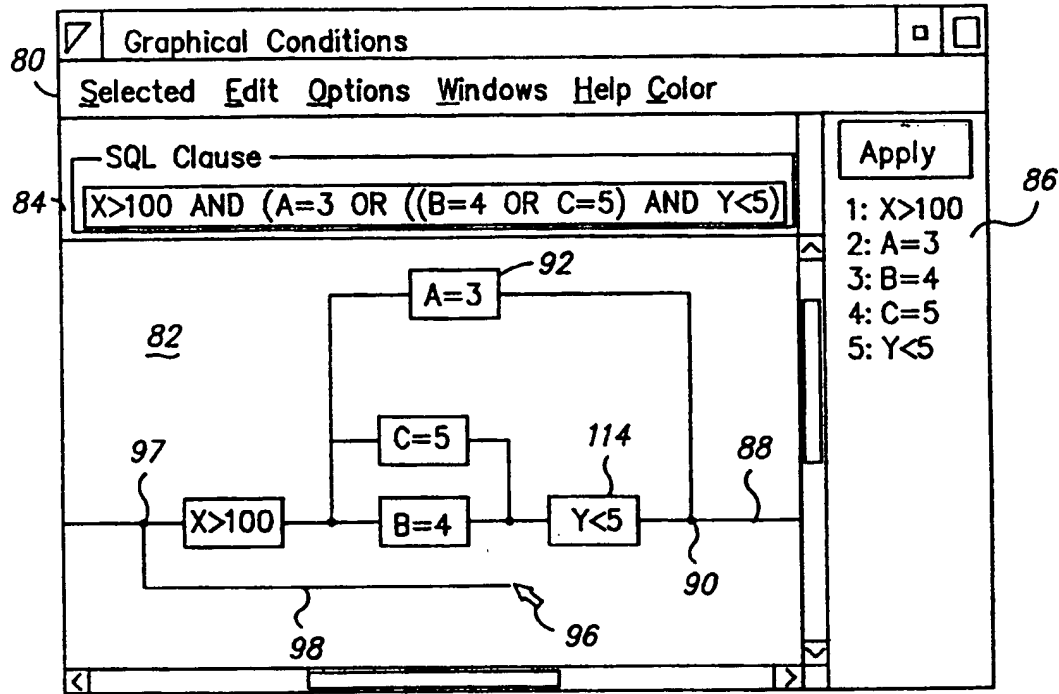 Graphical Conditions
80
Selected Edit Options Windows Help Color
SQL Clause
Apply
84
X>100 AND (A=3 OR ((B=4 OR C=5) AND Y<5)
86
1: X>100
2: A=3
3: B=4
4: C=5
5: Y<5
92
A=3
82
C=5
114
97
88
X>100
B=4
Y<5
90
98
96